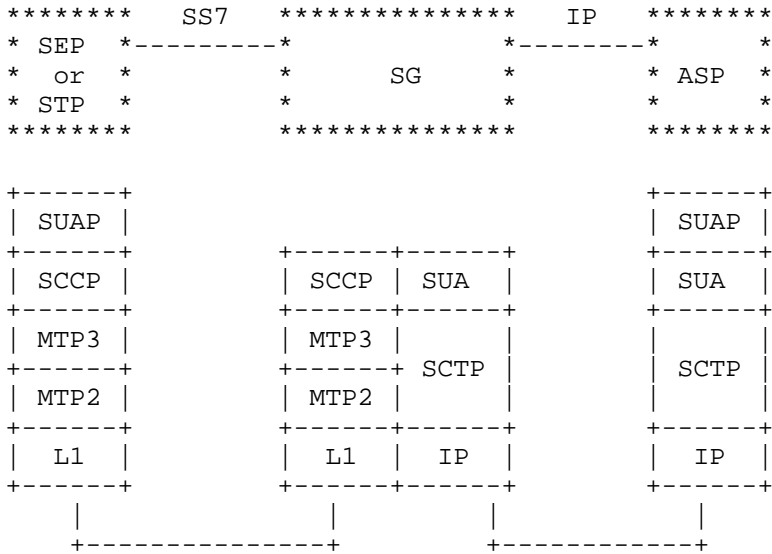 SS7 IP
SEP
or SG ASP
STP
SUAP SUAP
SCCP SCCP SUA SUA
MTP3 MTP3
SCTP SCTP
MTP2 MTP2
L1 L1 IP IP